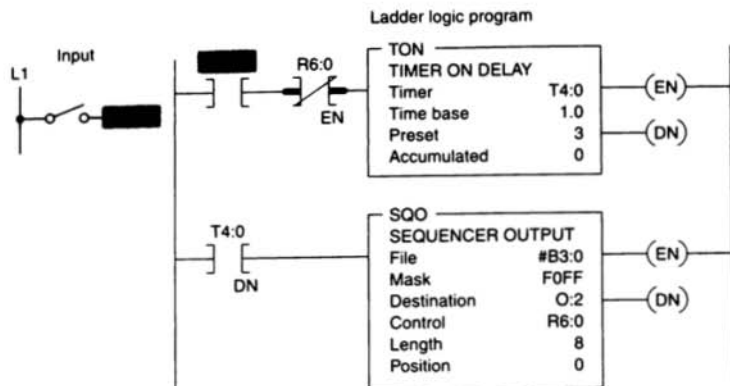 Ladder logic program
Input
L1
R6:0
EN
TON
TIMER ON DELAY
Timer T4:0
Time base 1.0
Preset 3
Accumulated 0
(EN)
(DN)
T4:0
DN
SQO
SEQUENCER OUTPUT
File #B3:0
Mask F0FF
Destination O:2
Control R6:0
Length 8
Position 0
(EN)
(DN)